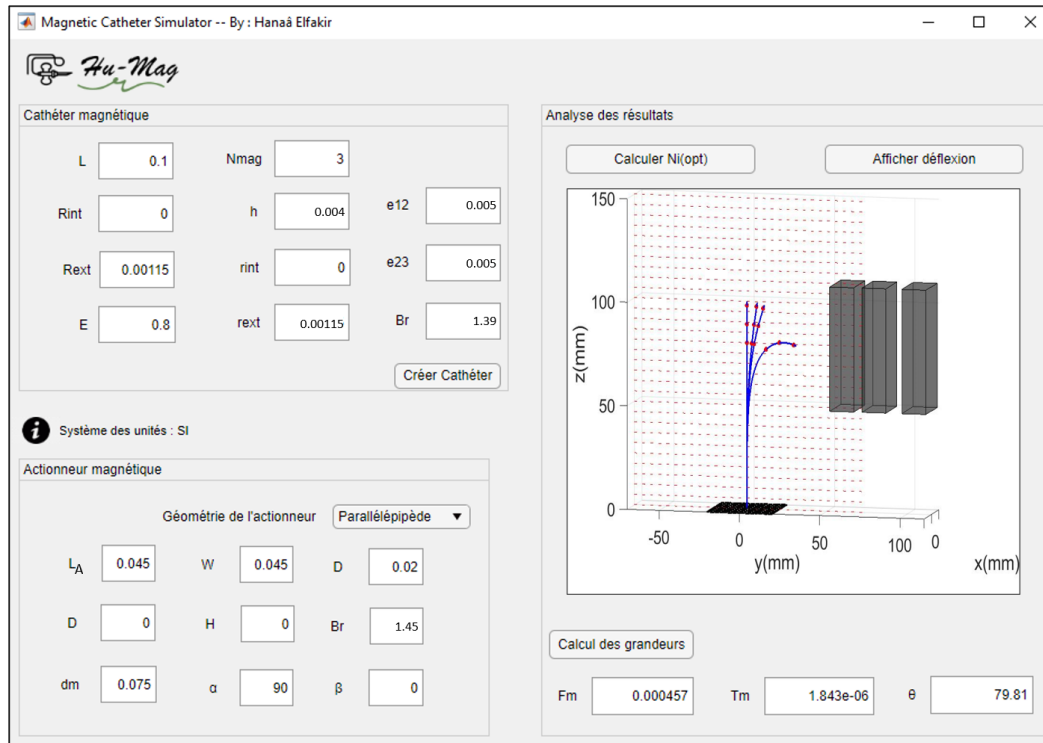 Magnetic Catheter Simulator -- By : Hanaâ Elfakir
Hu-Mag
Cathéter magnétique
L 0.1 Nmag 3
Rint 0 h 0.004 e12 0.005
Rext 0.00115 rint 0 e23 0.005
E 0.8 rext 0.00115 Br 1.39
Créer Cathéter
i Système des unités : SI
Actionneur magnétique
Géométrie de l'actionneur Parallélépipède
LA 0.045 W 0.045 D 0.02
D 0 H 0 Br 1.45
dm 0.075 α 90 β 0
Analyse des résultats
Calculer Ni(opt) Afficher déflexion
150
100
z(mm)
50
0
-50 0 50 100 0
y(mm) x(mm)
Calcul des grandeurs
Fm 0.000457 Tm 1.843e-06 θ 79.81